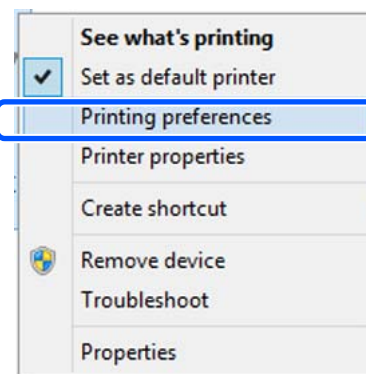 See what's printing
Set as default printer
Printing preferences
Printer properties
Create shortcut
Remove device
Troubleshoot
Properties